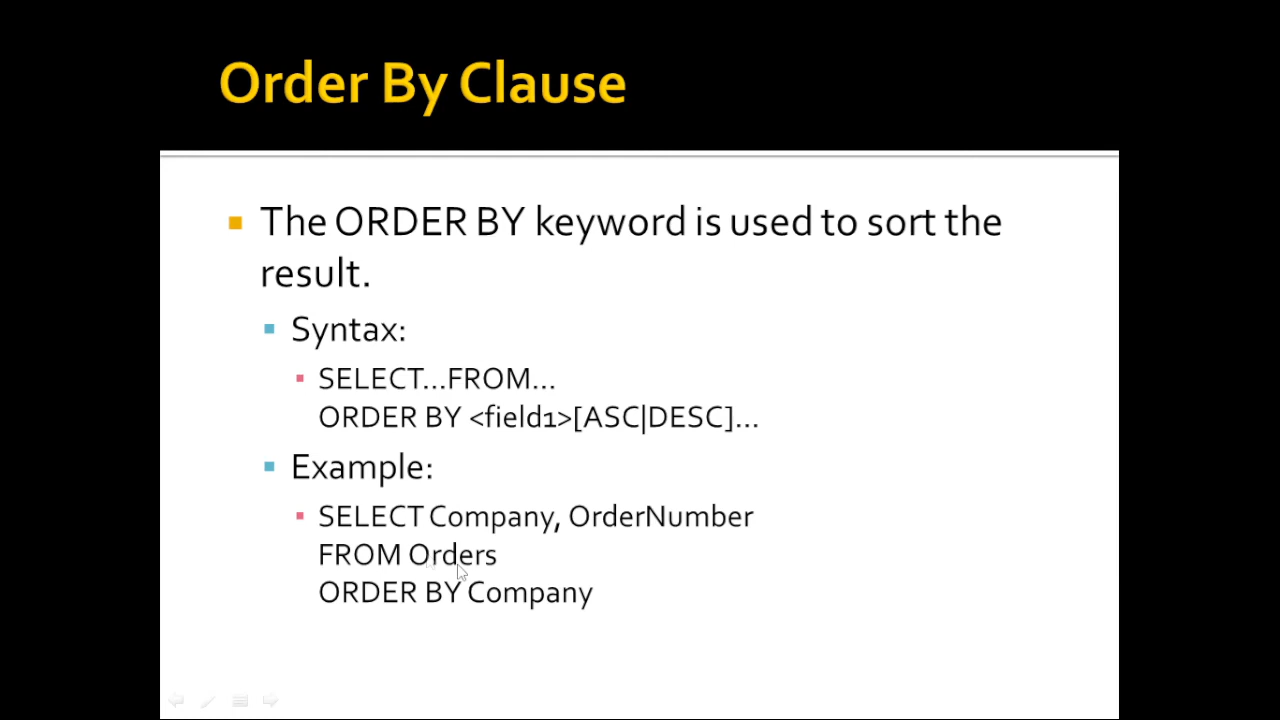 Order By Clause
The ORDER BY keyword is used to sort the
result.
Syntax:
SELECT...FROM...
ORDER BY <field1>[ASC|DESC]...
Example:
SELECT Company, OrderNumber
FROM Orders
ORDER BY Company